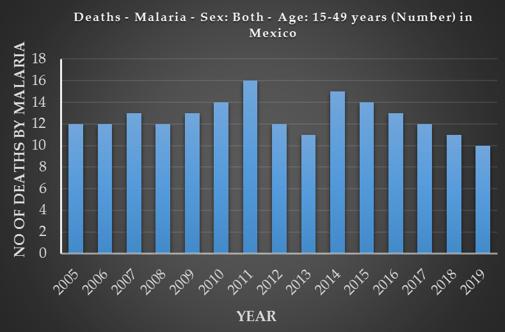 Deaths - Malaria - Sex: Both - Age: 15-49 years (Number) in
Mexico
NO OF DEATHS BY MALARIA
18
16
14
12
10
8
6
4
2
0
2005 2006 2007 2008 2009 2010 2011 2012 2013 2014 2015 2016 2017 2018 2019
YEAR